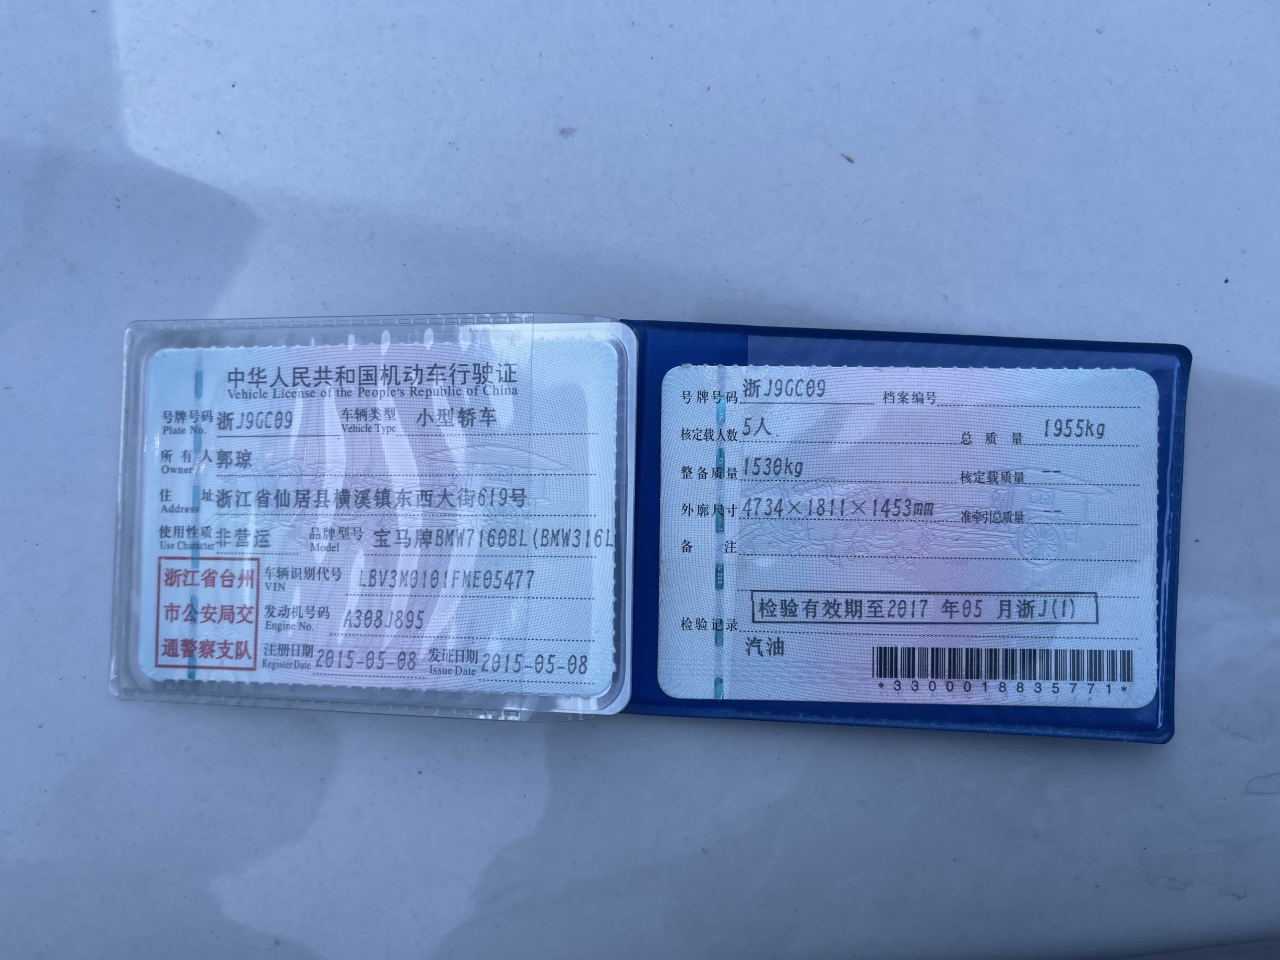 中华人民共和国机动车行驶证
Vehicle License of the People's Republic of China
号牌号码 浙J9GC09 车辆类型 小型轿车
Plate No. Vehicle Type
所有人 郭琼
Owner
住址 浙江省仙居县横溪镇东西大街619号
Address
使用性质 非营运 品牌型号 宝马牌BMW7160BL(BMW316L
Use Character Model
浙江省台州
市公安局交
通警察支队
车辆识别代号 LBV3M0101FME05477
VIN
发动机号码 A308J895
Engine No.
注册日期 2015-05-08 发证日期 2015-05-08
Register Date Issue Date
号牌号码 浙J9GC09 档案编号
核定载人数 5人 总质量 1955kg
整备质量 1530kg 核定载质量 --
外廓尺寸 4734×1811×1453mm 准牵引总质量 --
备注
检验记录 检验有效期至2017 年05 月浙J(1)
汽油
*3300018835771*